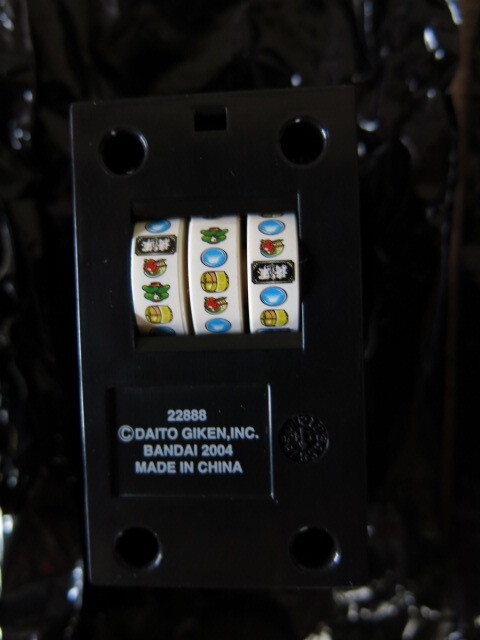 22888
©DAITO GIKEN,INC.
BANDAI 2004
MADE IN CHINA